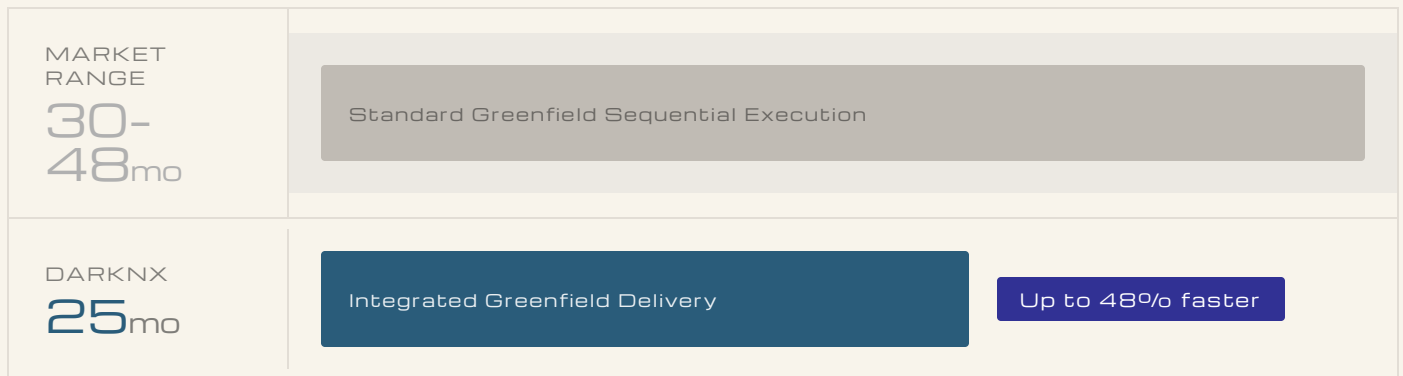 MARKET
RANGE
30-
48mo
Standard Greenfield Sequential Execution
DARKNX
25mo
Integrated Greenfield Delivery
Up to 48% faster